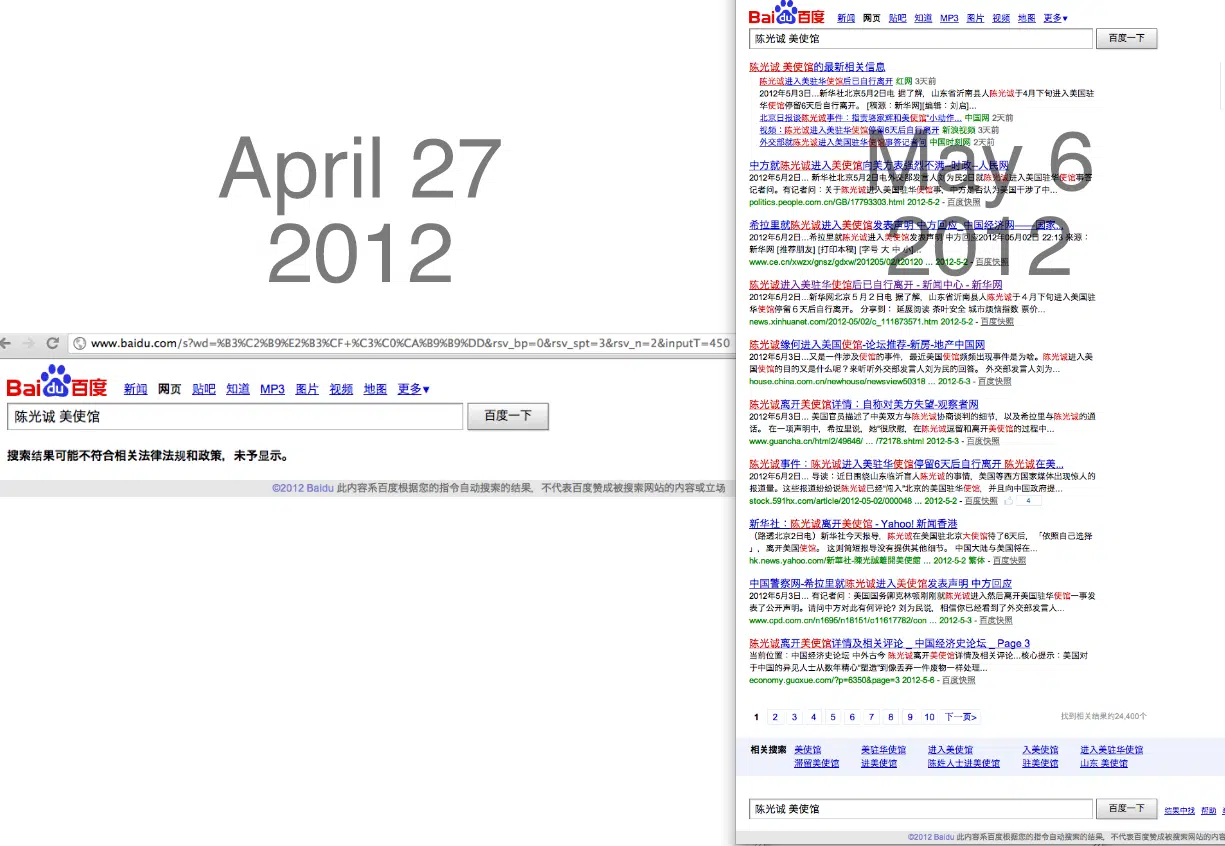 April 27
2012
www.baidu.com/s?wd=%B3%C2%B9%E2%B3%CF+%C3%C0%CA%B9%B9%DD&rsv_bp=0&rsv_spt=3&rsv_n=2&inputT=450
Bai du 百度 新闻 网页 贴吧 知道 MP3 图片 视频 地图 更多▾
陈光诚 美使馆 百度一下
搜索结果可能不符合相关法律法规和政策，未予显示。
©2012 Baidu 此内容系百度根据您的指令自动搜索的结果，不代表百度赞成被搜索网站的内容或立场
May 6
2012
Bai du 百度 新闻 网页 贴吧 知道 MP3 图片 视频 地图 更多▾
陈光诚 美使馆 百度一下
陈光诚 美使馆的最新相关信息
陈光诚进入美驻华使馆后已自行离开 红网 3天前
2012年5月3日...新华社北京5月2日电 据了解，山东省沂南县人陈光诚于4月下旬进入美国驻
华使馆停留6天后自行离开。 [稿源：新华网][编辑：刘启]...
北京日报谈陈光诚事件：指责骆家辉和美使馆"小动作... 中国网 2天前
视频：陈光诚进入美驻华使馆停留6天后自行离开 新浪视频 3天前
外交部就陈光诚进入美国驻华使馆事答记者问 中国时刻网 2天前
中方就陈光诚进入美使馆向美方表强烈不满--时政--人民网
2012年5月2日... 新华社北京5月2日电外交部发言人刘为民2日就陈光诚进入美国驻华使馆事答
记者问。有记者问：关于陈光诚进入美国驻华使馆事，中方是否认为美国干涉了中...
politics.people.com.cn/GB/17793303.html 2012-5-2 - 百度快照
希拉里就陈光诚进入美使馆发表声明 中方回应_中国经济网——国家...
2012年5月2日...希拉里就陈光诚进入美使馆发表声明 中方回应2012年05月02日 22:13 来源：
新华网 [推荐朋友] [打印本稿] [字号 大 中 小]...
www.ce.cn/xwzx/gnsz/gdxw/201205/02/t20120 ... 2012-5-2 - 百度快照
陈光诚进入美驻华使馆后已自行离开 - 新闻中心 - 新华网
2012年5月2日...新华网北京５月２日电 据了解，山东省沂南县人陈光诚于４月下旬进入美国驻
华使馆停留６天后自行离开。 分享到： 延展阅读 茶叶安全 城市烦恼指数 票价...
news.xinhuanet.com/2012-05/02/c_111873571.htm 2012-5-2 - 百度快照
陈光诚缘何进入美国使馆-论坛推荐-新房-地产中国网
2012年5月3日...又是一件涉及使馆的事件，最近美国使馆频频出现事件是为啥。陈光诚进入美
国使馆的目的又是什么呢？来听听外交部发言人刘为民的回答。 外交部发言人刘为...
house.china.com.cn/newhouse/newsview50318 ... 2012-5-3 - 百度快照
陈光诚离开美使馆详情：自称对美方失望-观察者网
2012年5月3日... 美国官员描述了中美双方与陈光诚协商谈判的细节，以及希拉里与陈光诚的通
话。 在一项声明中，希拉里说，她"很欣慰，在陈光诚逗留和离开美使馆的过程中...
www.guancha.cn/html2/49646/ ... /72178.shtml 2012-5-3 - 百度快照
陈光诚事件：陈光诚进入美驻华使馆停留6天后自行离开 陈光诚在美...
2012年5月2日... 导读：近日围绕山东临沂盲人陈光诚的事情，美国等西方国家媒体出现惊人的
报道量。这些报道纷纷说陈光诚已经"闯入"北京的美国驻华使馆，并且向中国政府提...
stock.591hx.com/article/2012-05-02/000048 ... 2012-5-2 - 百度快照 4
新华社：陈光诚离开美使馆 - Yahoo! 新闻香港
（路透北京2日电）新华社今天报导，陈光诚在美国驻北京大使馆待了6天后，「依照自己选择
」，离开美国使馆。 这则简短报导没有提供其他细节。 中国大陆与美国将在...
hk.news.yahoo.com/新華社-陳光誠離開美使館 ... 2012-5-2 繁体 - 百度快照
中国警察网-希拉里就陈光诚进入美使馆发表声明 中方回应
2012年5月3日... 有记者问：美国国务卿克林顿刚刚就陈光诚进入然后离开美国驻华使馆一事发
表了公开声明。请问中方对此有何评论？刘为民说，相信你已经看到了外交部发言人...
www.cpd.com.cn/n1695/n18151/c11617782/con ... 2012-5-3 - 百度快照
陈光诚离开美使馆详情及相关评论 _ 中国经济史论坛 _ Page 3
当前位置：中国经济史论坛 中外古今 陈光诚离开美使馆详情及相关评论...核心提示：美国对
于中国的异见人士从数年精心"塑造"到像丢弃一件废物一样处理...
economy.guoxue.com/?p=6350&page=3 2012-5-6 - 百度快照
1 2 3 4 5 6 7 8 9 10 下一页> 找到相关结果约24,400个
相关搜索 美使馆 美驻华使馆 进入美使馆 入美使馆 进入美驻华使馆
滞留美使馆 进美使馆 陈姓人士进美使馆 驻美使馆 山东 美使馆
陈光诚 美使馆 百度一下 结果中找 帮助
©2012 Baidu 此内容系百度根据您的指令自动搜索的结果，不代表百度赞成被搜索网站的内容